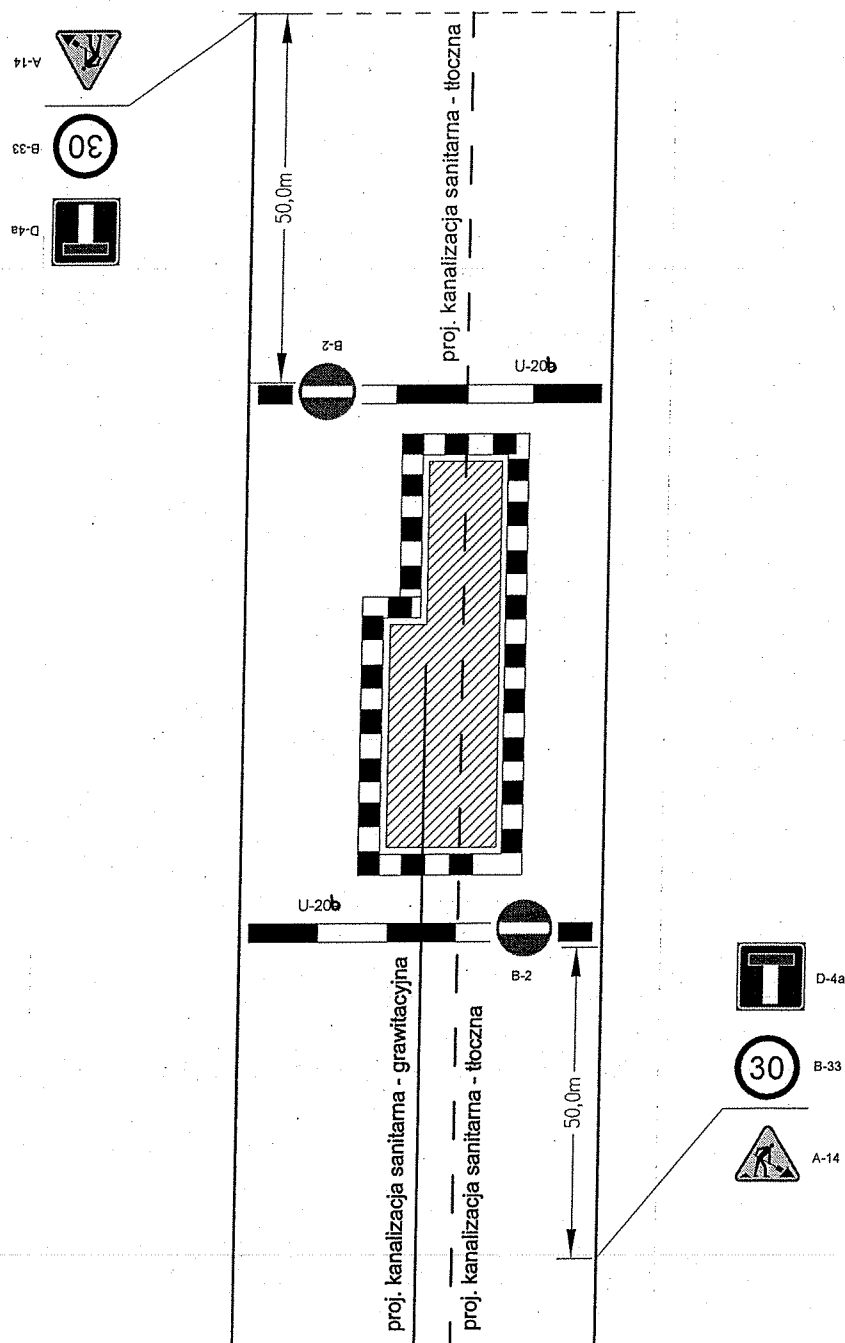 A-14
B-33
30
D-4a
50,0m
proj. kanalizacja sanitarna - tłoczna
B-2
U-20b
U-20b
B-2
proj. kanalizacja sanitarna - grawitacyjna
proj. kanalizacja sanitarna - tłoczna
50,0m
D-4a
30
B-33
A-14